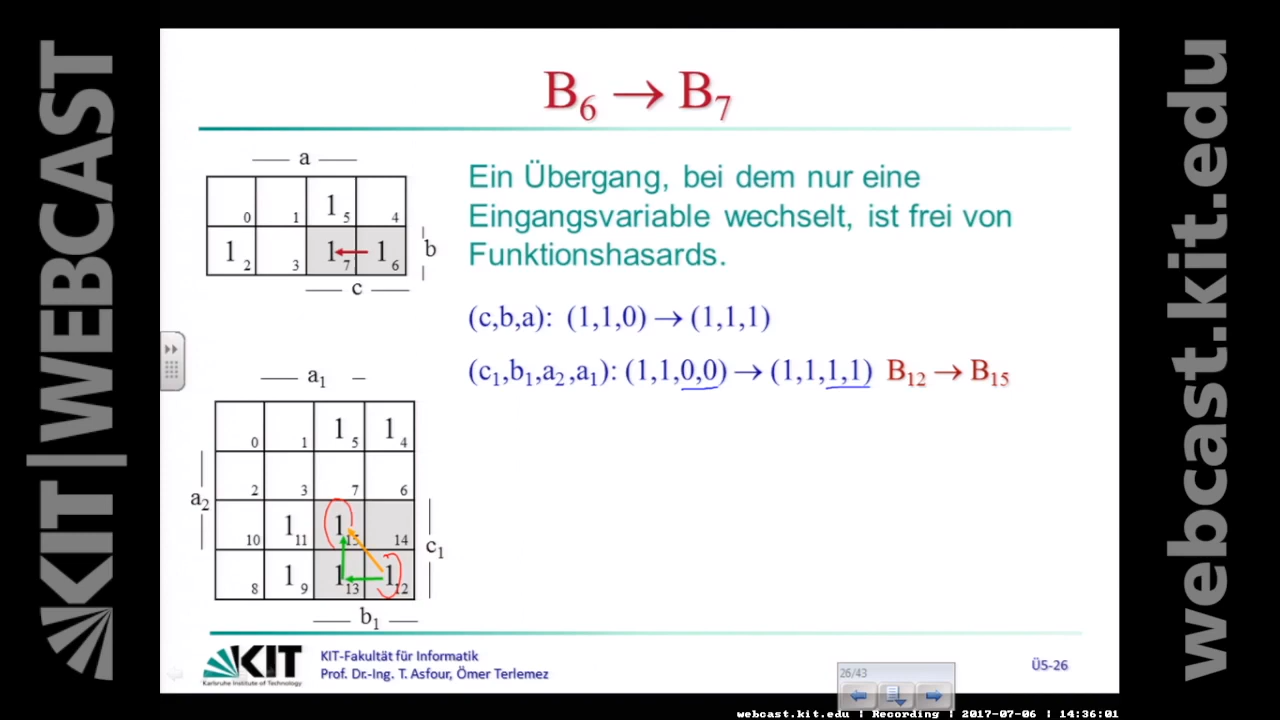 KIT|WEBCAST
B6 → B7
a
Ein Übergang, bei dem nur eine
Eingangsvariable wechselt, ist frei von
Funktionshasards.
0 1 1 5 4
1 2 3 1 7 1 6
b
c
(c,b,a): (1,1,0) → (1,1,1)
(c1,b1,a2,a1): (1,1,0,0) → (1,1,1,1) B12 → B15
a1
0 1 1 5 1 4
2 3 7 6
a2
10 1 11 1 15 14
c1
8 1 9 1 13 1 12
b1
KIT
Karlsruhe Institute of Technology
KIT-Fakultät für Informatik
Prof. Dr.-Ing. T. Asfour, Ömer Terlemez
26/43
Ü5-26
webcast.kit.edu | Recording | 2017-07-06 | 14:36:01
webcast.kit.edu